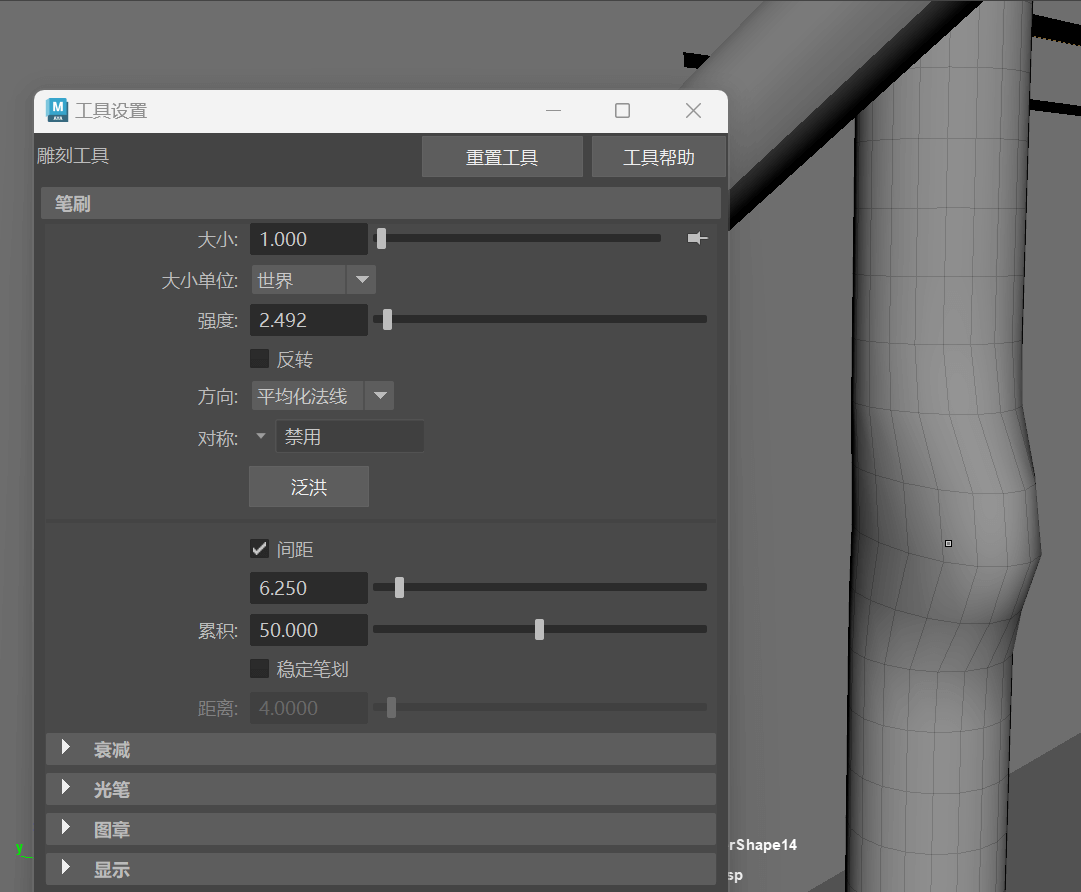 工具设置
雕刻工具
重置工具
工具帮助
笔刷
大小: 1.000
大小单位: 世界
强度: 2.492
反转
方向: 平均化法线
对称: 禁用
泛洪
间距
6.250
累积: 50.000
稳定笔划
距离: 4.0000
衰减
光笔
图章
显示
rShape14
sp
y